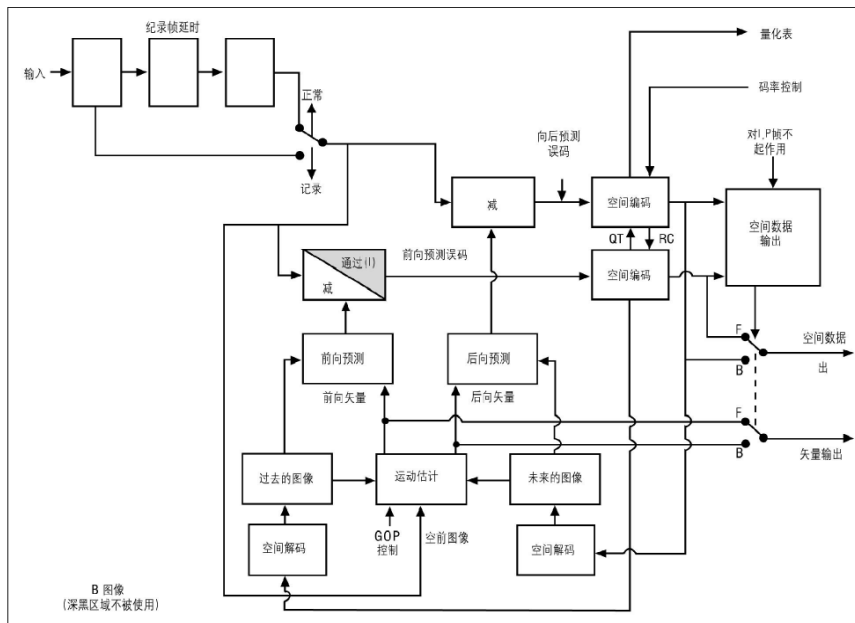 纪录帧延时
输入
正常
记录
量化表
码率控制
向后预测
误码
对I,P帧不
起作用
减
空间编码
空间数据
输出
QT
RC
通过(I)
减
前向预测误码
空间编码
前向预测
后向预测
F
B
空间数据
出
前向矢量
后向矢量
F
B
矢量输出
过去的图像
运动估计
未来的图像
空间解码
GOP
控制
空前图像
空间解码
B 图像
(深黑区域不被使用)